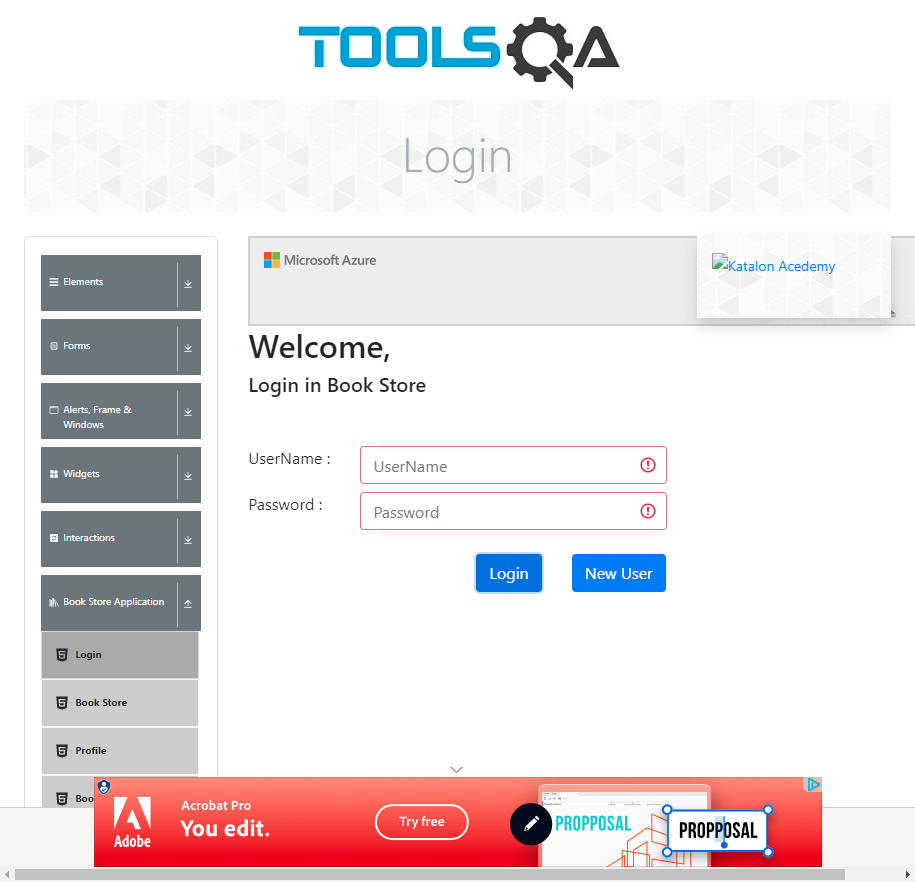 TOOLSQA
Login
Elements
Forms
Alerts, Frame &
Windows
Widgets
Interactions
Book Store Application
Login
Book Store
Profile
Boo
Microsoft Azure
Katalon Acedemy
Welcome,
Login in Book Store
UserName :
UserName
Password :
Password
Login
New User
Adobe
Acrobat Pro
You edit.
Try free
PROPPOSAL
PROPPOSAL